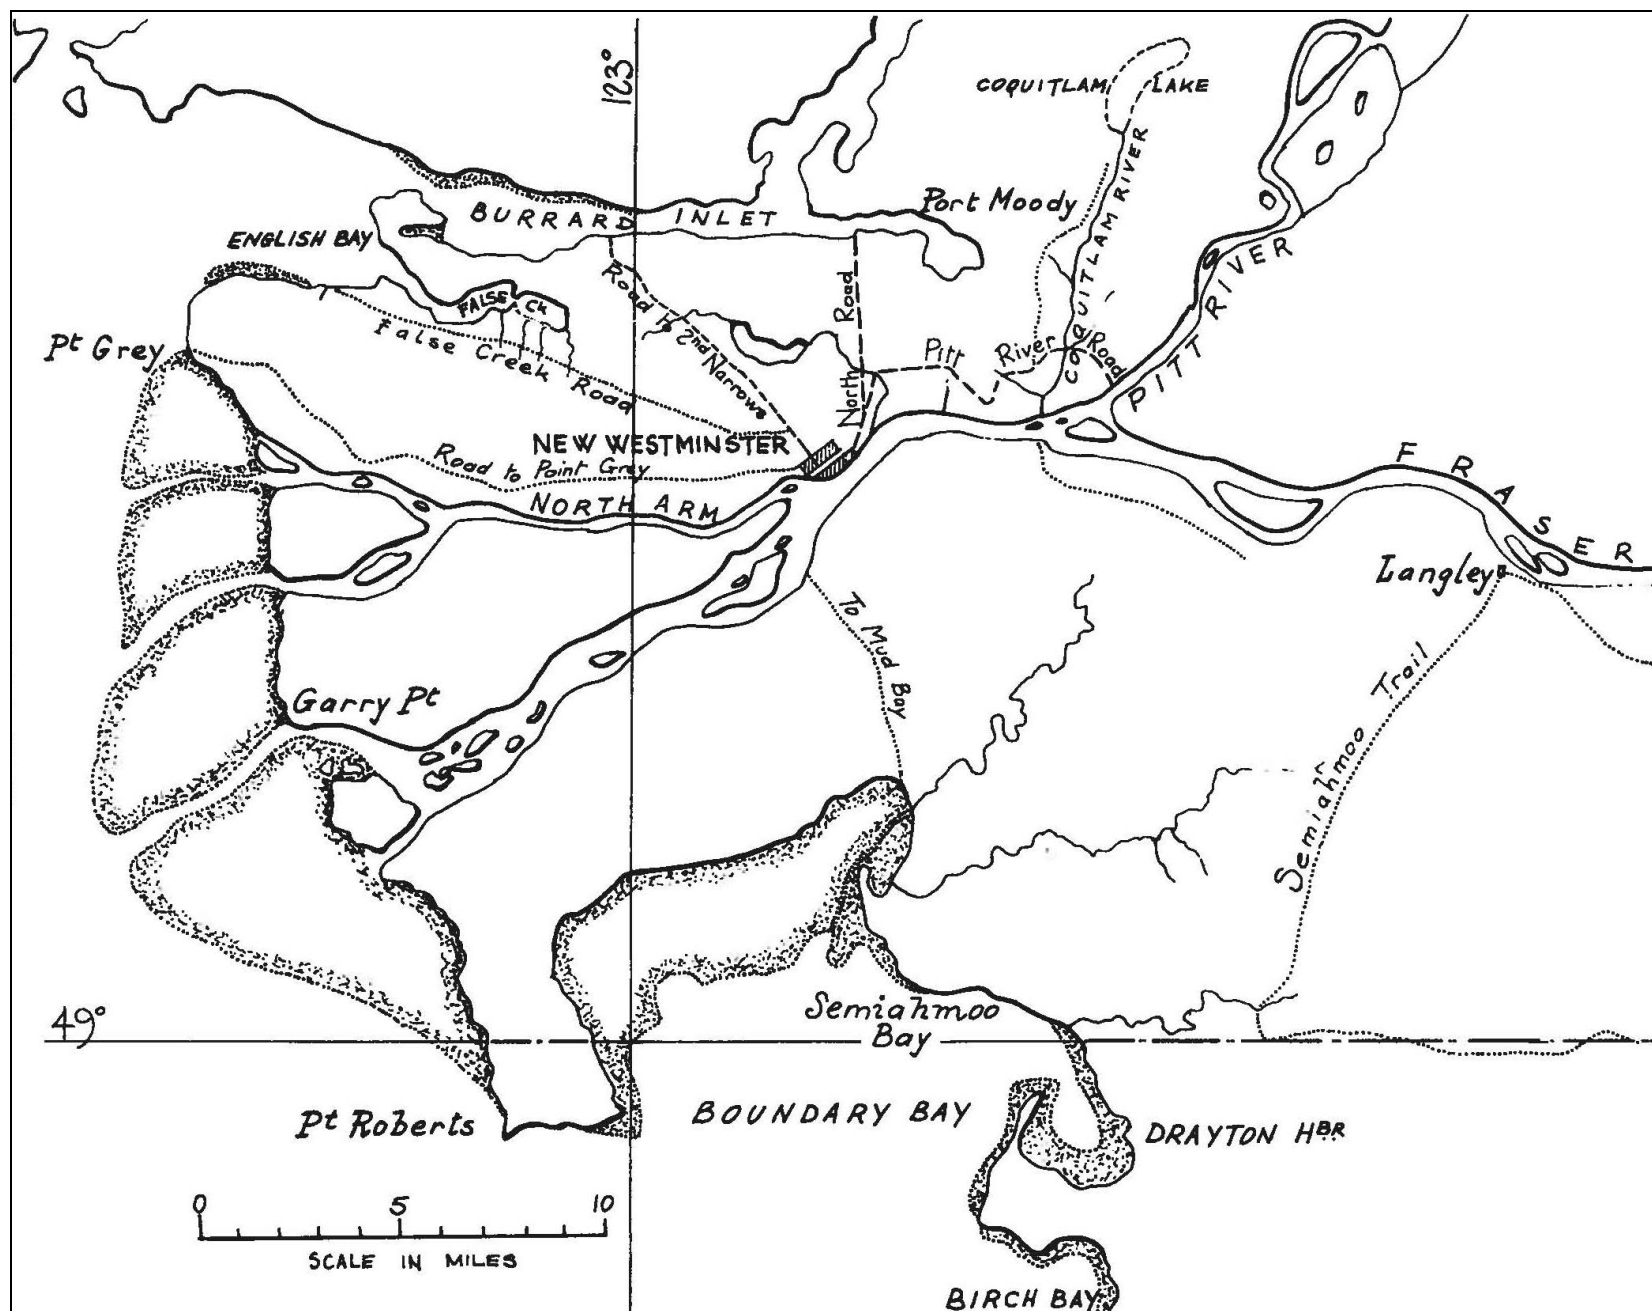 123°
COQUITLAM LAKE
COQUITLAM RIVER
Port Moody
BURRARD INLET
ENGLISH BAY
PITT RIVER
FALSE CK
Road to 2nd Narrows
North Road
Pitt River Road
False Creek Road
Pt Grey
NEW WESTMINSTER
Road to Point Grey
NORTH ARM
FRASER
Langley
To Mud Bay
Semiahmoo Trail
Garry Pt
49°
Semiahmoo
Bay
Pt Roberts
BOUNDARY BAY
DRAYTON HBR
0 5 10
SCALE IN MILES
BIRCH BAY